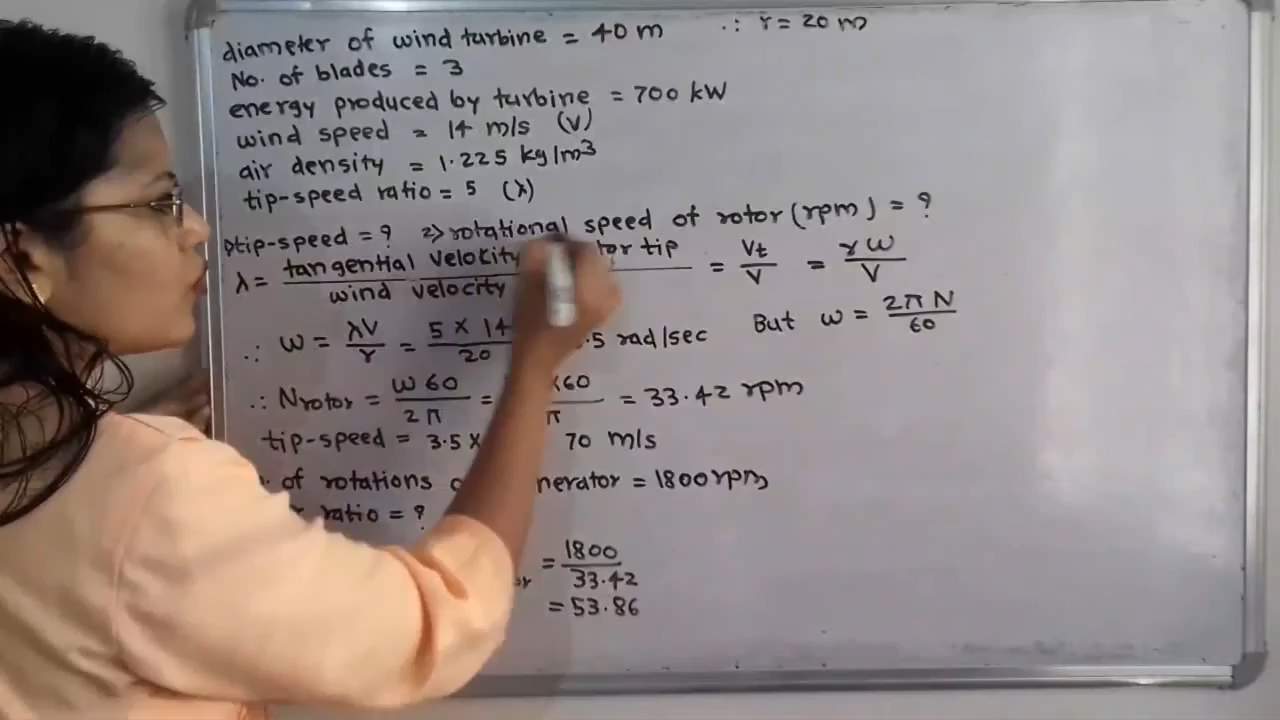 diameter of wind turbine = 40 m ∴ r = 20 m
No. of blades = 3
energy produced by turbine = 700 kW
wind speed = 14 m/s (V)
air density = 1.225 kg/m³
tip-speed ratio = 5 (λ)
1) tip-speed = ? 2) rotational speed of rotor (rpm) = ?
λ = tangential velocity tip / wind velocity = Vt / V = rω / V
∴ ω = λV / r = 5 × 14 / 20 .5 rad/sec But ω = 2πN / 60
∴ Nrotor = ω 60 / 2π = ×60 / π = 33.42 rpm
tip-speed = 3.5 × 70 m/s
of rotations = 1800 rpm
ratio = ?
= 1800 / 33.42
= 53.86